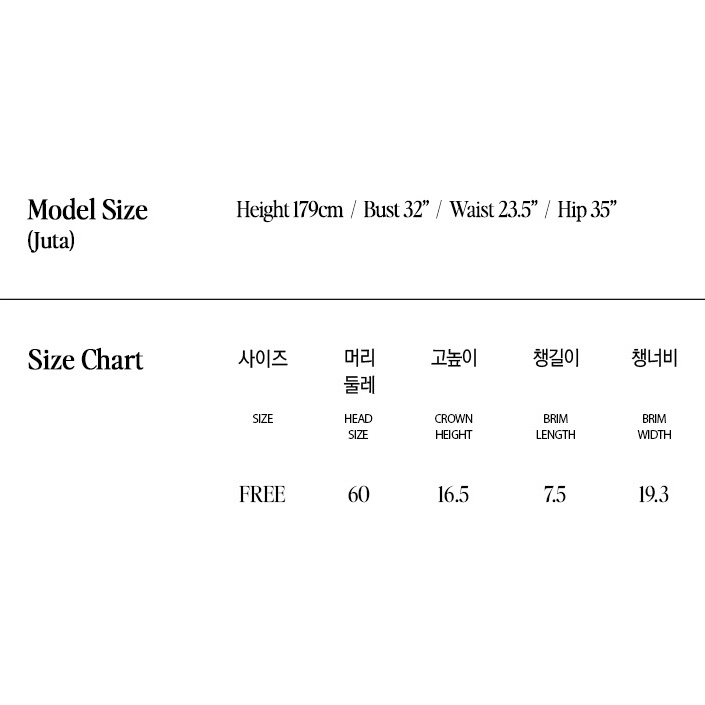 Model Size
(Juta)
Height 179cm / Bust 32” / Waist 23.5” / Hip 35”
Size Chart
사이즈 머리 둘레 고높이 챙길이 챙너비
SIZE HEAD SIZE CROWN HEIGHT BRIM LENGTH BRIM WIDTH
FREE 60 16.5 7.5 19.3